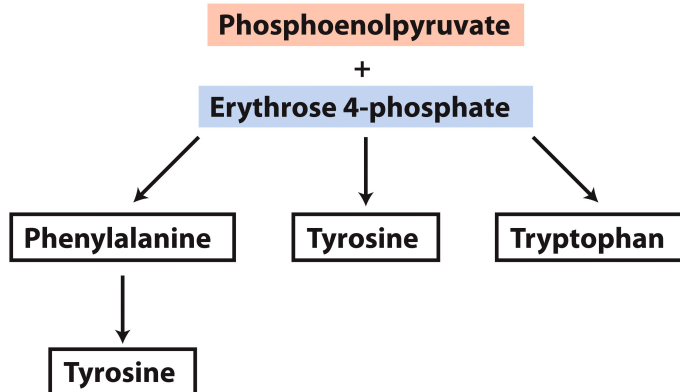 Phosphoenolpyruvate
+
Erythrose 4-phosphate
Phenylalanine
Tyrosine
Tryptophan
Tyrosine